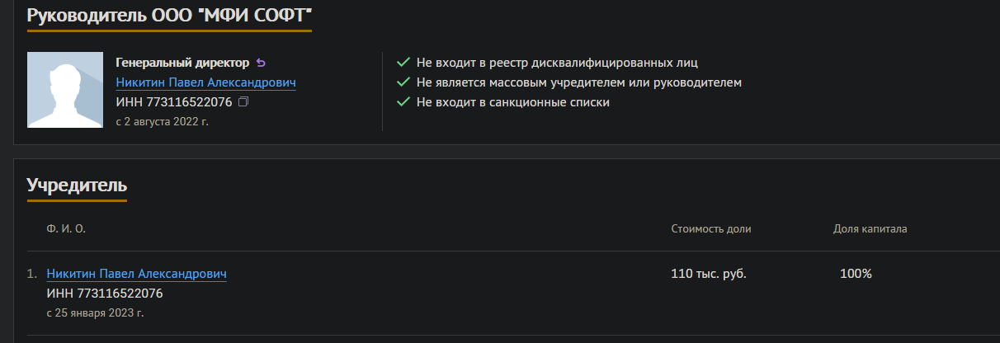 Руководитель ООО "МФИ СОФТ"
Генеральный директор
Никитин Павел Александрович
ИНН 773116522076
с 2 августа 2022 г.
Не входит в реестр дисквалифицированных лиц
Не является массовым учредителем или руководителем
Не входит в санкционные списки
Учредитель
Ф. И. О. Стоимость доли Доля капитала
1. Никитин Павел Александрович 110 тыс. руб. 100%
ИНН 773116522076
с 25 января 2023 г.